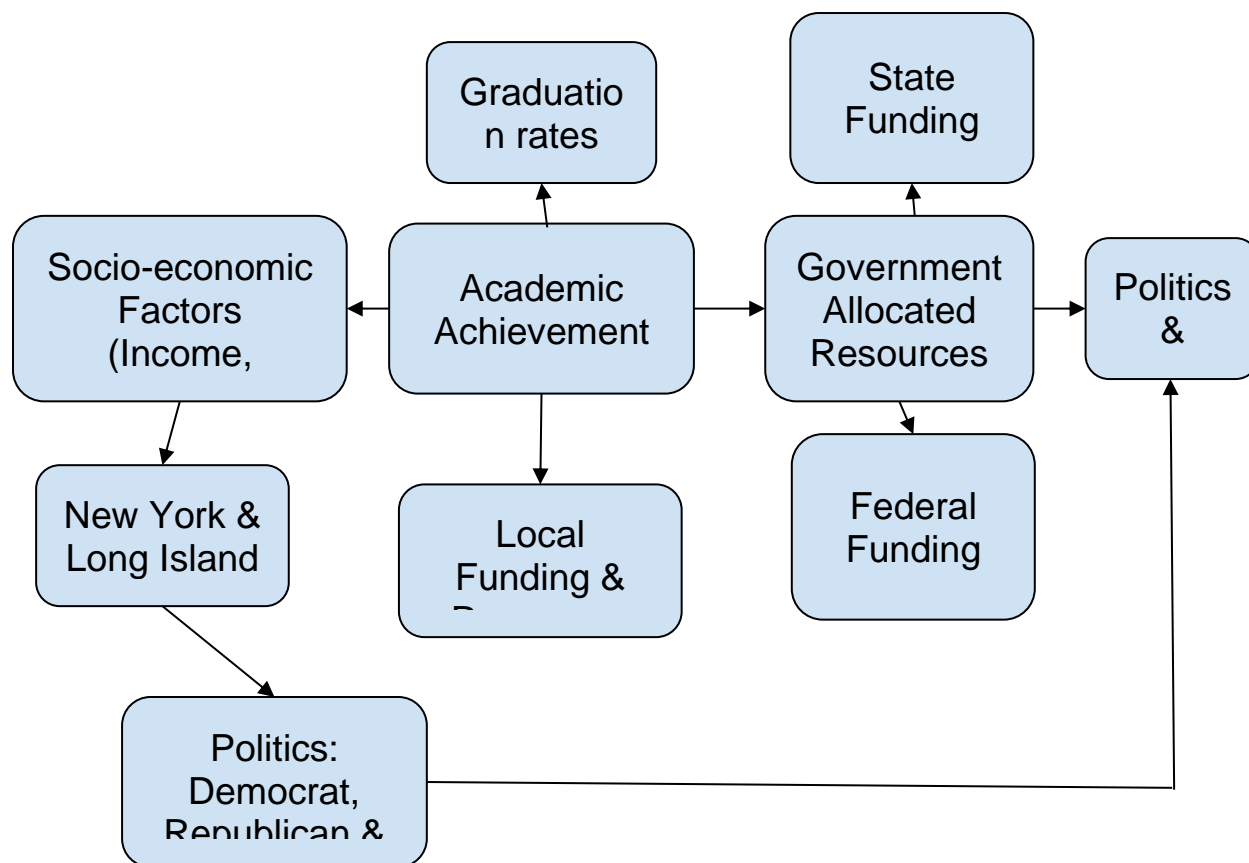 Graduatio
n rates
State
Funding
Socio-economic
Factors
(Income,
Academic
Achievement
Government
Allocated
Resources
Politics
&
New York &
Long Island
Local
Funding &
Federal
Funding
Politics:
Democrat,
Republican &